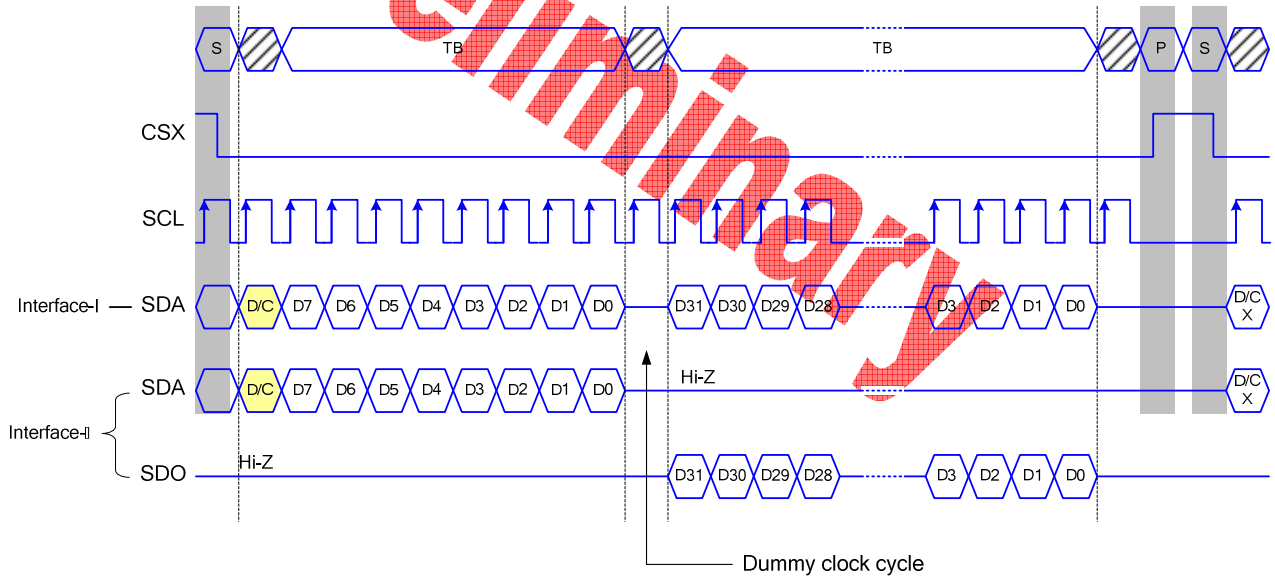 S TB TB P S
eliminary
CSX
SCL
Interface-I SDA D/C D7 D6 D5 D4 D3 D2 D1 D0 D31 D30 D29 D28 D3 D2 D1 D0 D/C X
SDA D/C D7 D6 D5 D4 D3 D2 D1 D0 Hi-Z D/C X
Interface-
SDO Hi-Z D31 D30 D29 D28 D3 D2 D1 D0
Dummy clock cycle